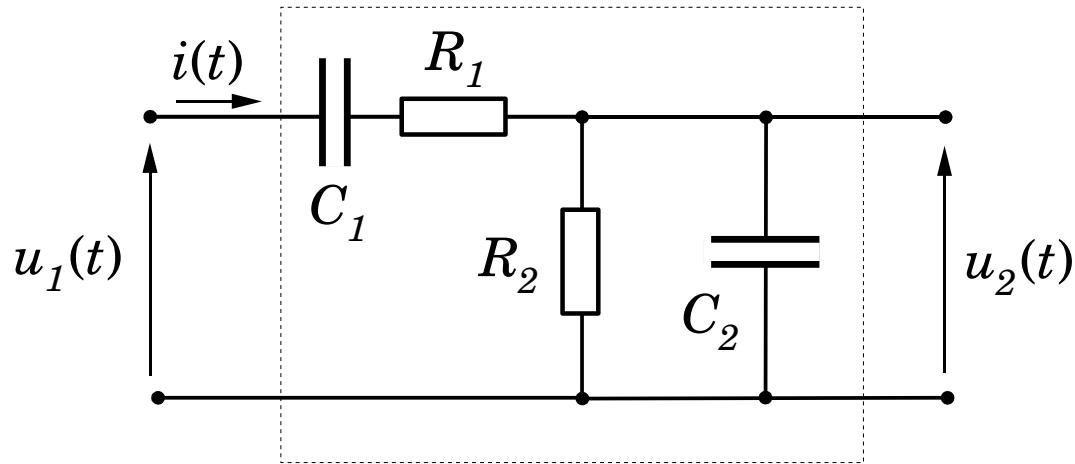 i(t)
R₁
C₁
u₁(t)
R₂
C₂
u₂(t)